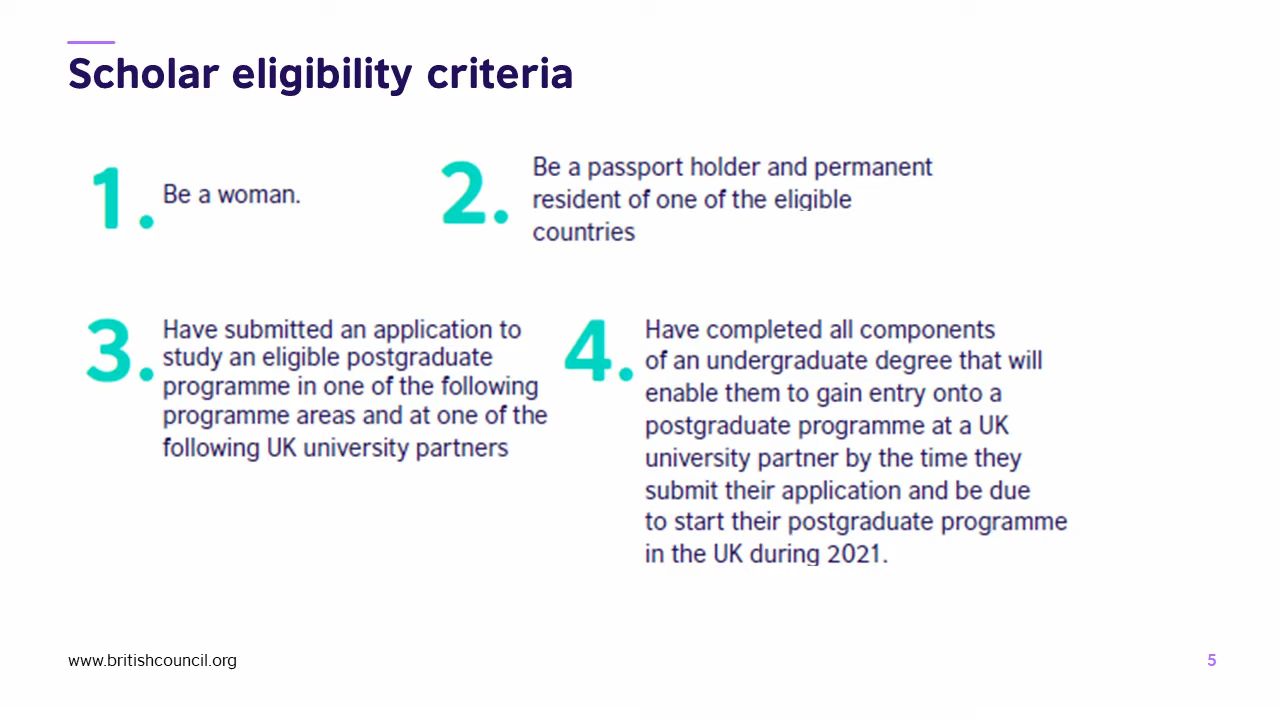 Scholar eligibility criteria
1. Be a woman.
2. Be a passport holder and permanent
resident of one of the eligible
countries
3. Have submitted an application to
study an eligible postgraduate
programme in one of the following
programme areas and at one of the
following UK university partners
4. Have completed all components
of an undergraduate degree that will
enable them to gain entry onto a
postgraduate programme at a UK
university partner by the time they
submit their application and be due
to start their postgraduate programme
in the UK during 2021.
www.britishcouncil.org
5